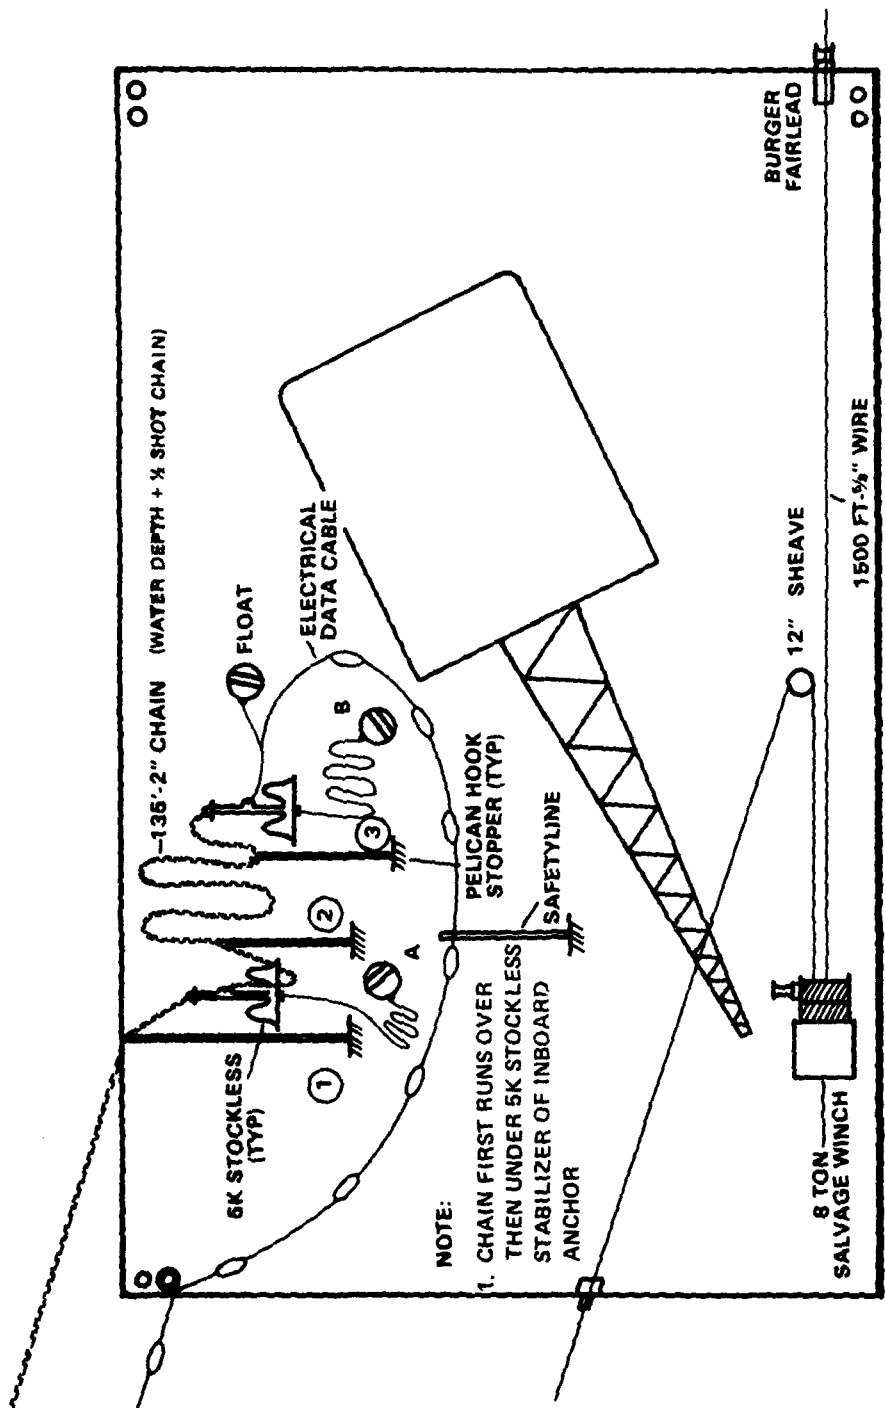 135'-2" CHAIN (WATER DEPTH + ½ SHOT CHAIN)
FLOAT
ELECTRICAL
DATA CABLE
B
3
2
1
A
6K STOCKLESS
(TYP)
PELICAN HOOK
STOPPER (TYP)
SAFETYLINE
NOTE:
1. CHAIN FIRST RUNS OVER
THEN UNDER 5K STOCKLESS
STABILIZER OF INBOARD
ANCHOR
BURGER
FAIRLEAD
12" SHEAVE
1500 FT-⅝" WIRE
8 TON
SALVAGE WINCH